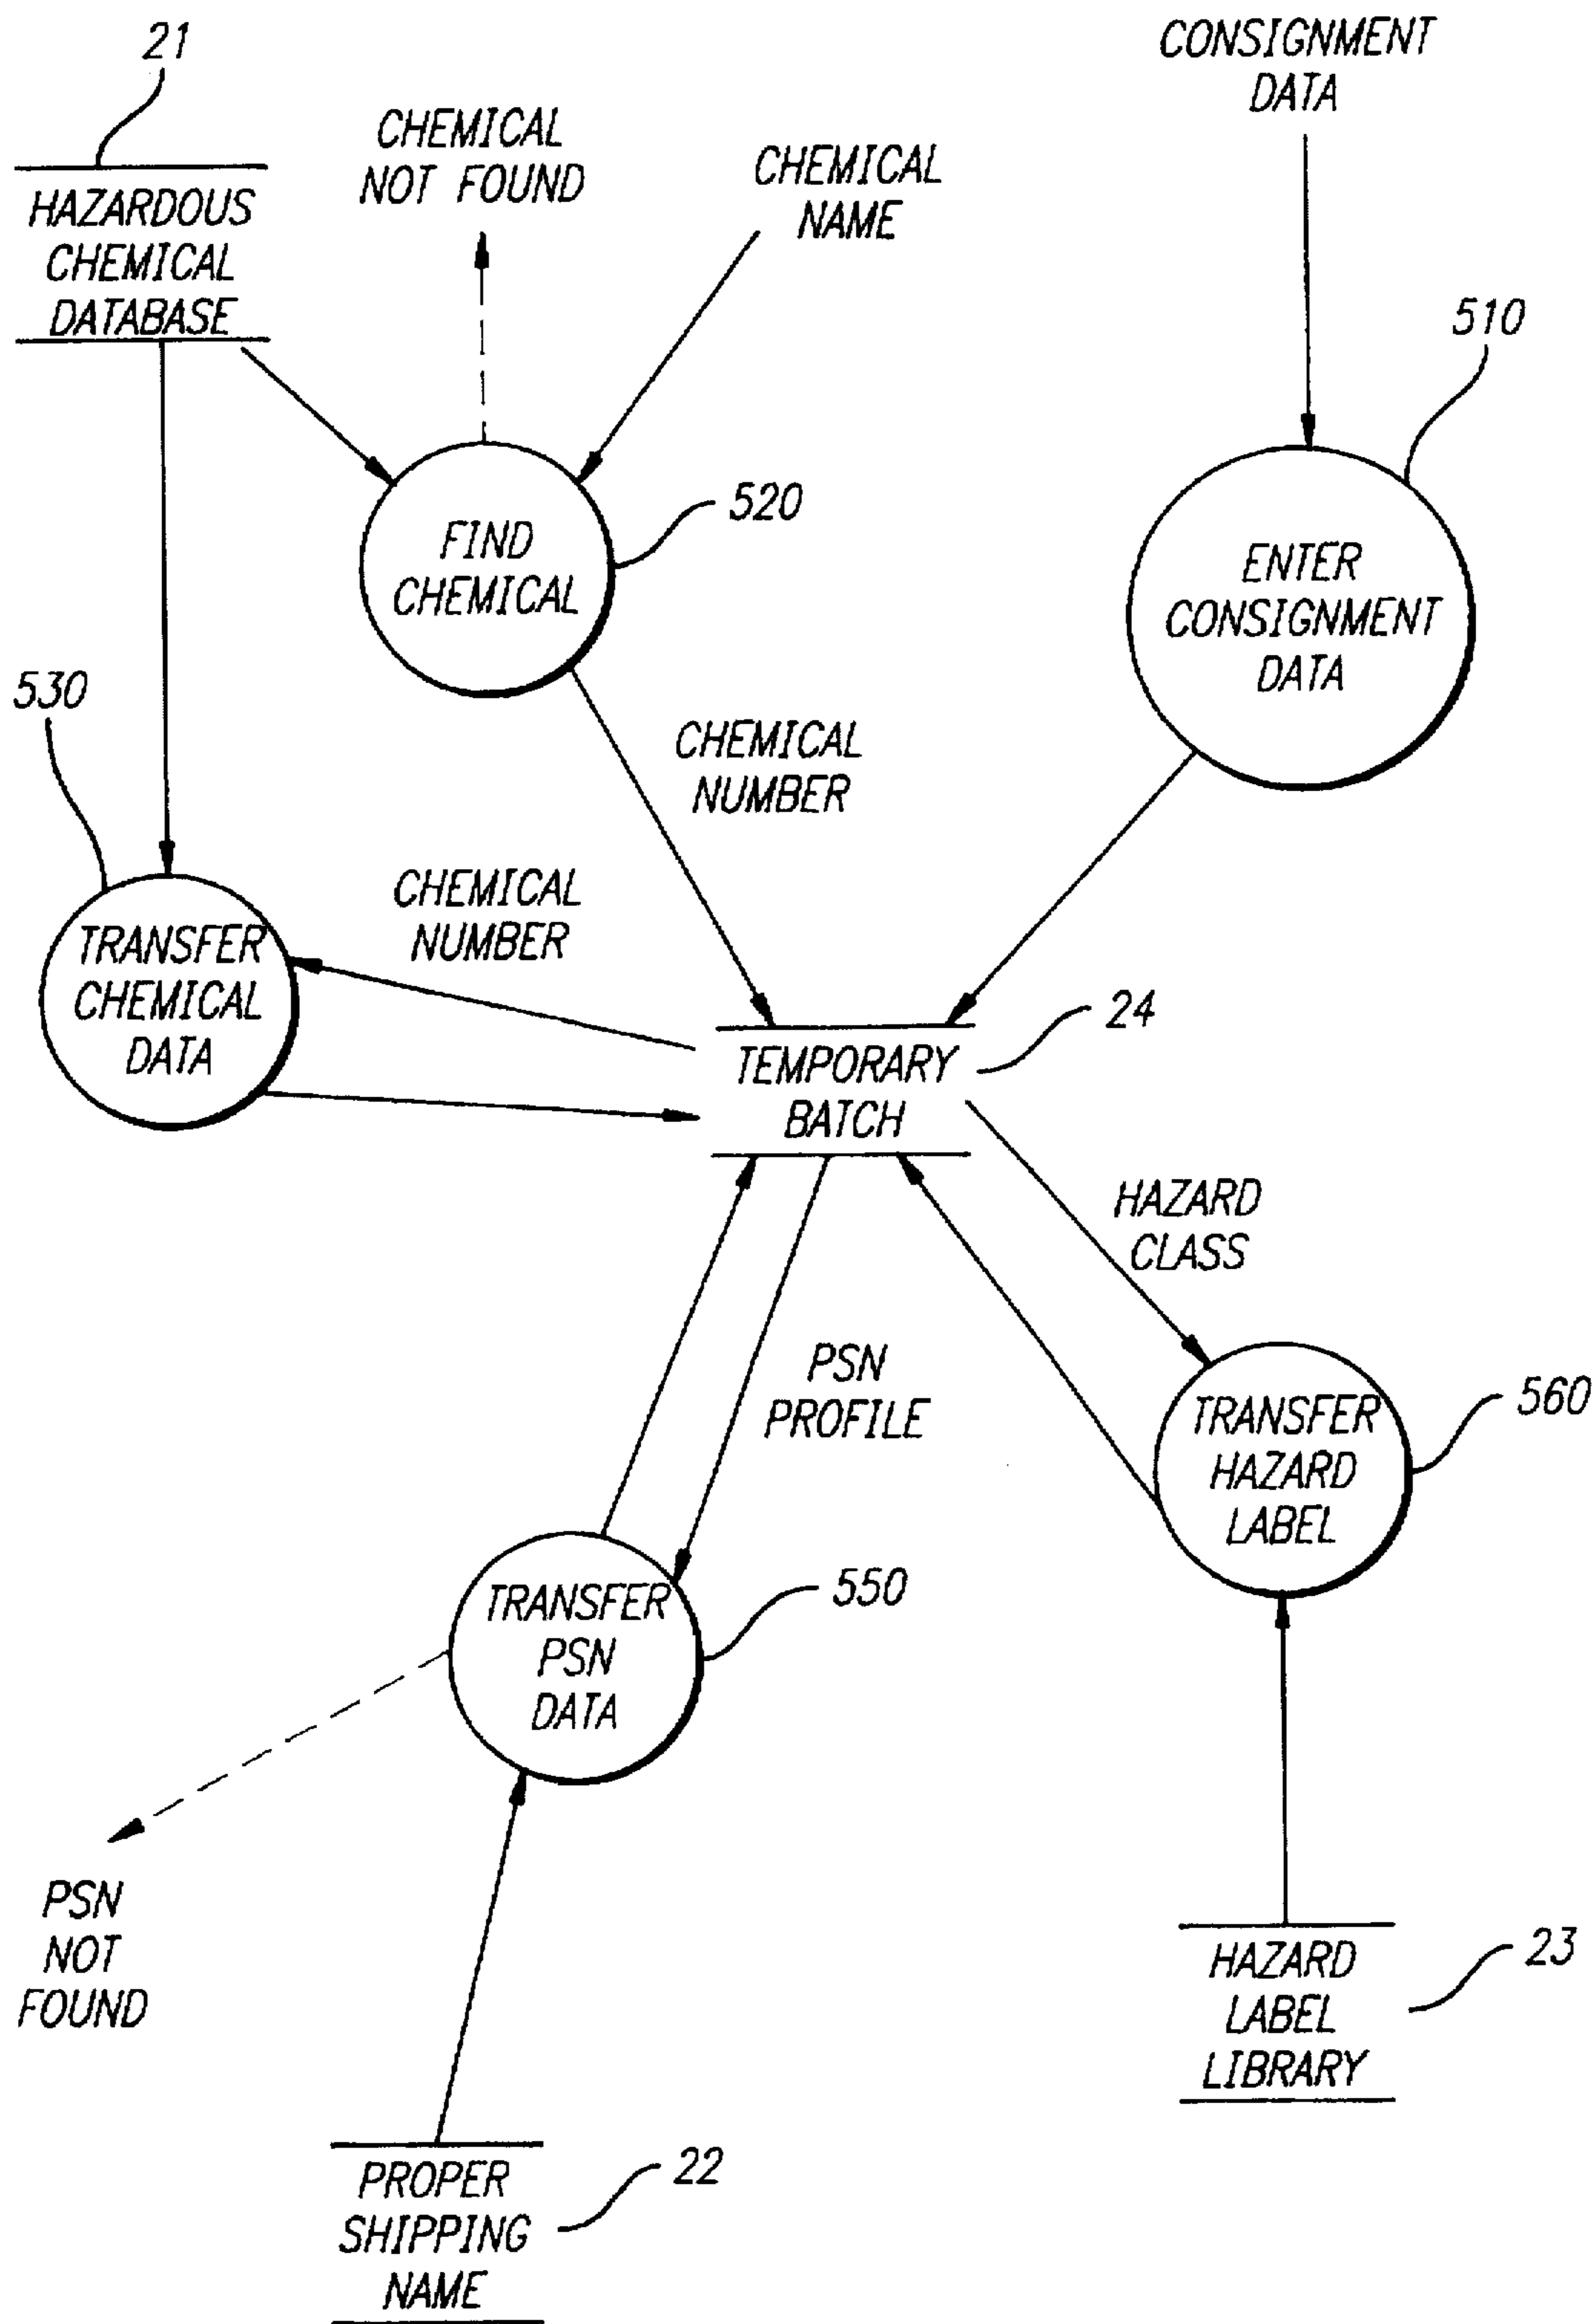 21
CONSIGNMENT
DATA
CHEMICAL
NOT FOUND
CHEMICAL
NAME
HAZARDOUS
CHEMICAL
DATABASE
510
520
FIND
CHEMICAL
ENTER
CONSIGNMENT
DATA
530
CHEMICAL
NUMBER
CHEMICAL
NUMBER
TRANSFER
CHEMICAL
DATA
24
TEMPORARY
BATCH
HAZARD
CLASS
PSN
PROFILE
560
TRANSFER
HAZARD
LABEL
550
TRANSFER
PSN
DATA
PSN
NOT
FOUND
23
HAZARD
LABEL
LIBRARY
22
PROPER
SHIPPING
NAME